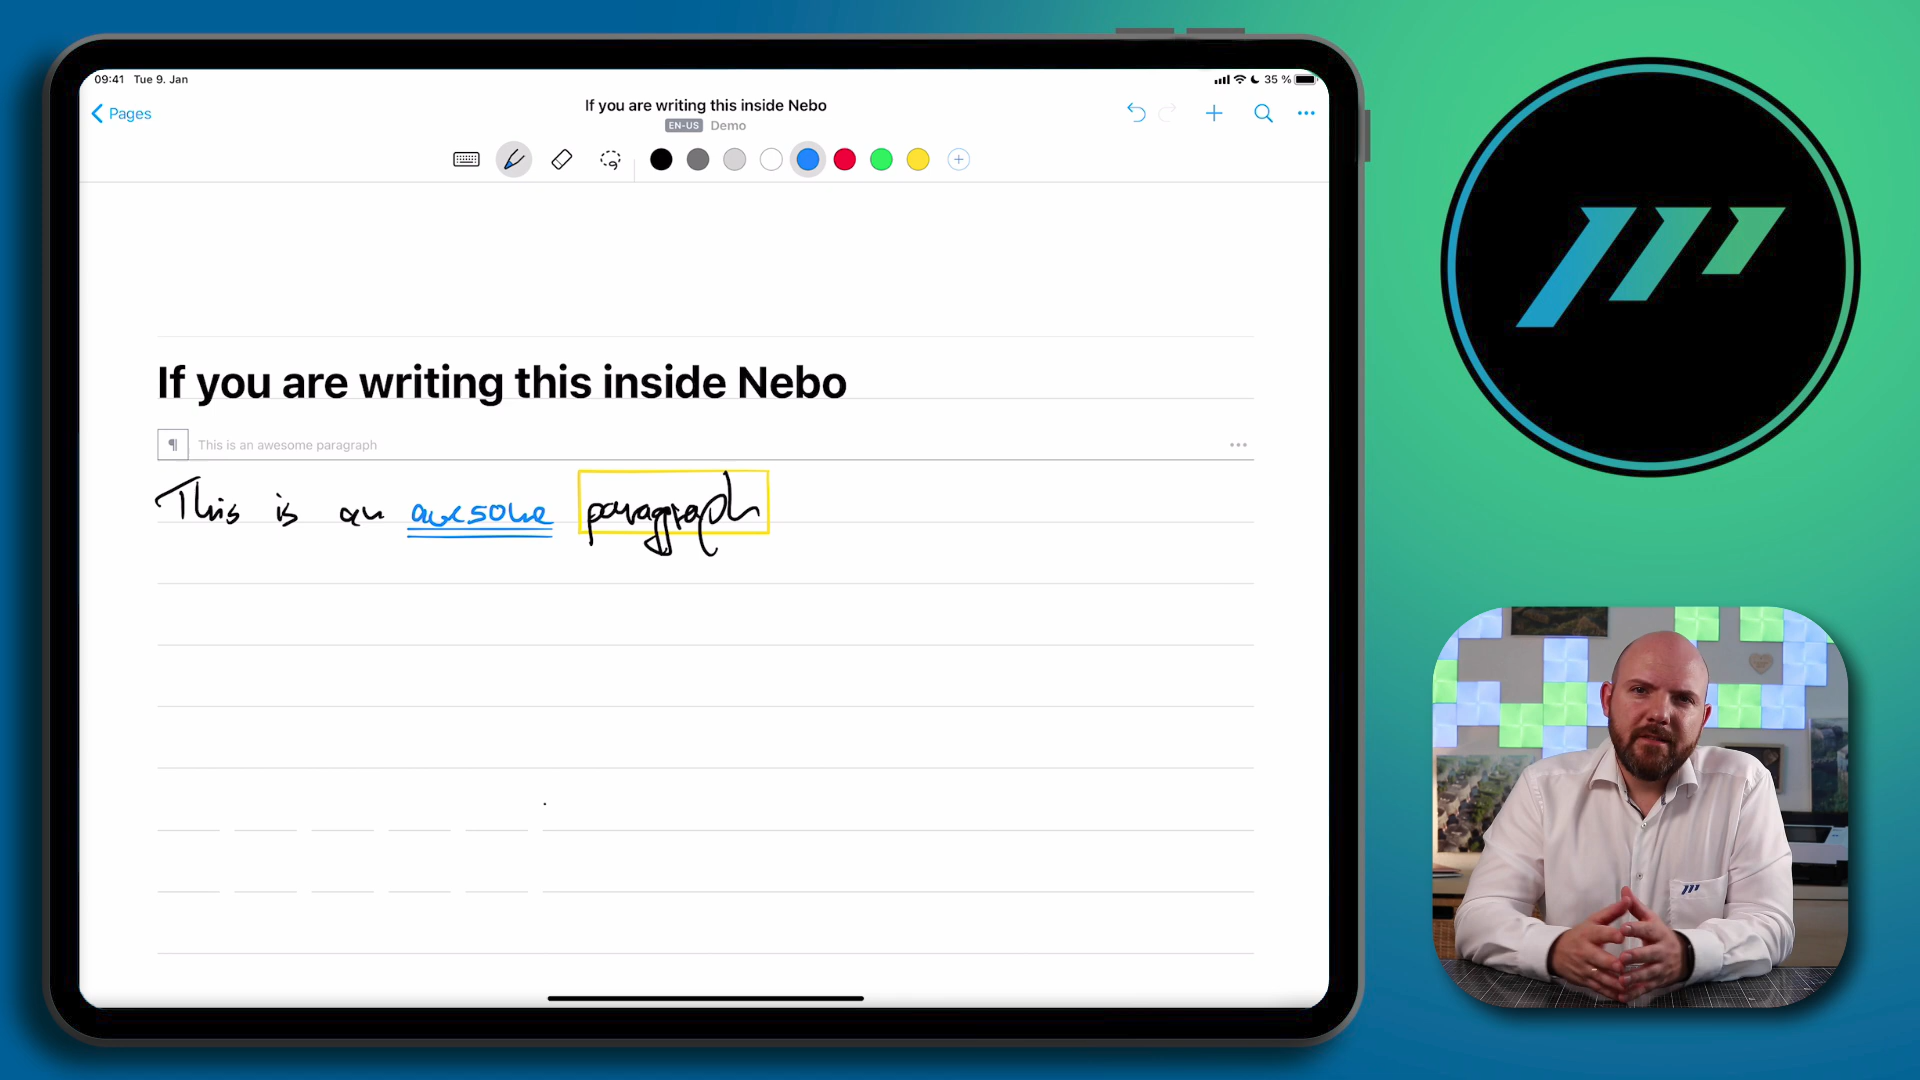 09:41 Tue 9. Jan
35 %
Pages
If you are writing this inside Nebo
EN-US Demo
If you are writing this inside Nebo
This is an awesome paragraph
This is an awesome paragraph